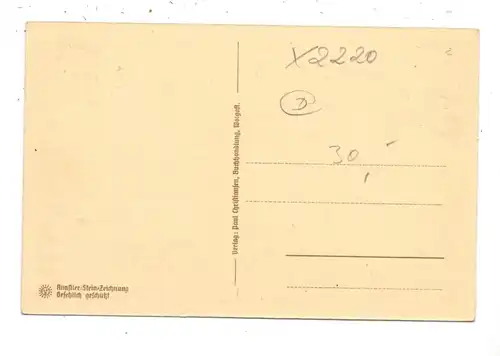 X2220
D
30,-
Verlag: Paul Christiansen, Buchhandlung, Wolgast.
Künstler-Stein-Zeichnung
Gesetzlich geschützt